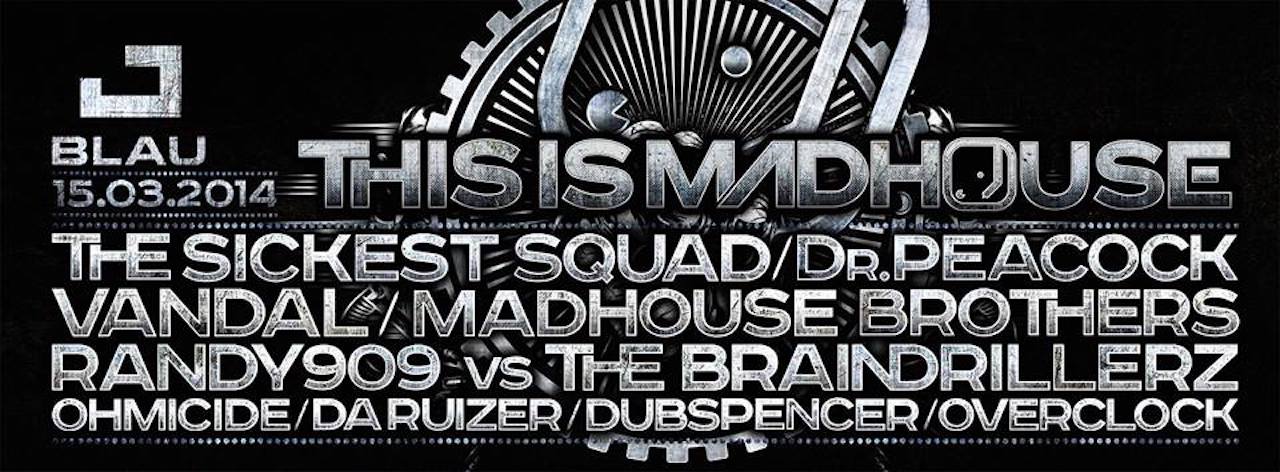 BLAU
15.03.2014
THIS IS MADHOUSE
THE SICKEST SQUAD/DR.PEACOCK
VANDAL/MADHOUSE BROTHERS
RANDY909 VS THE BRAINDRILLERZ
OHMICIDE/DA RUIZER/DUBSPENCER/OVERCLOCK